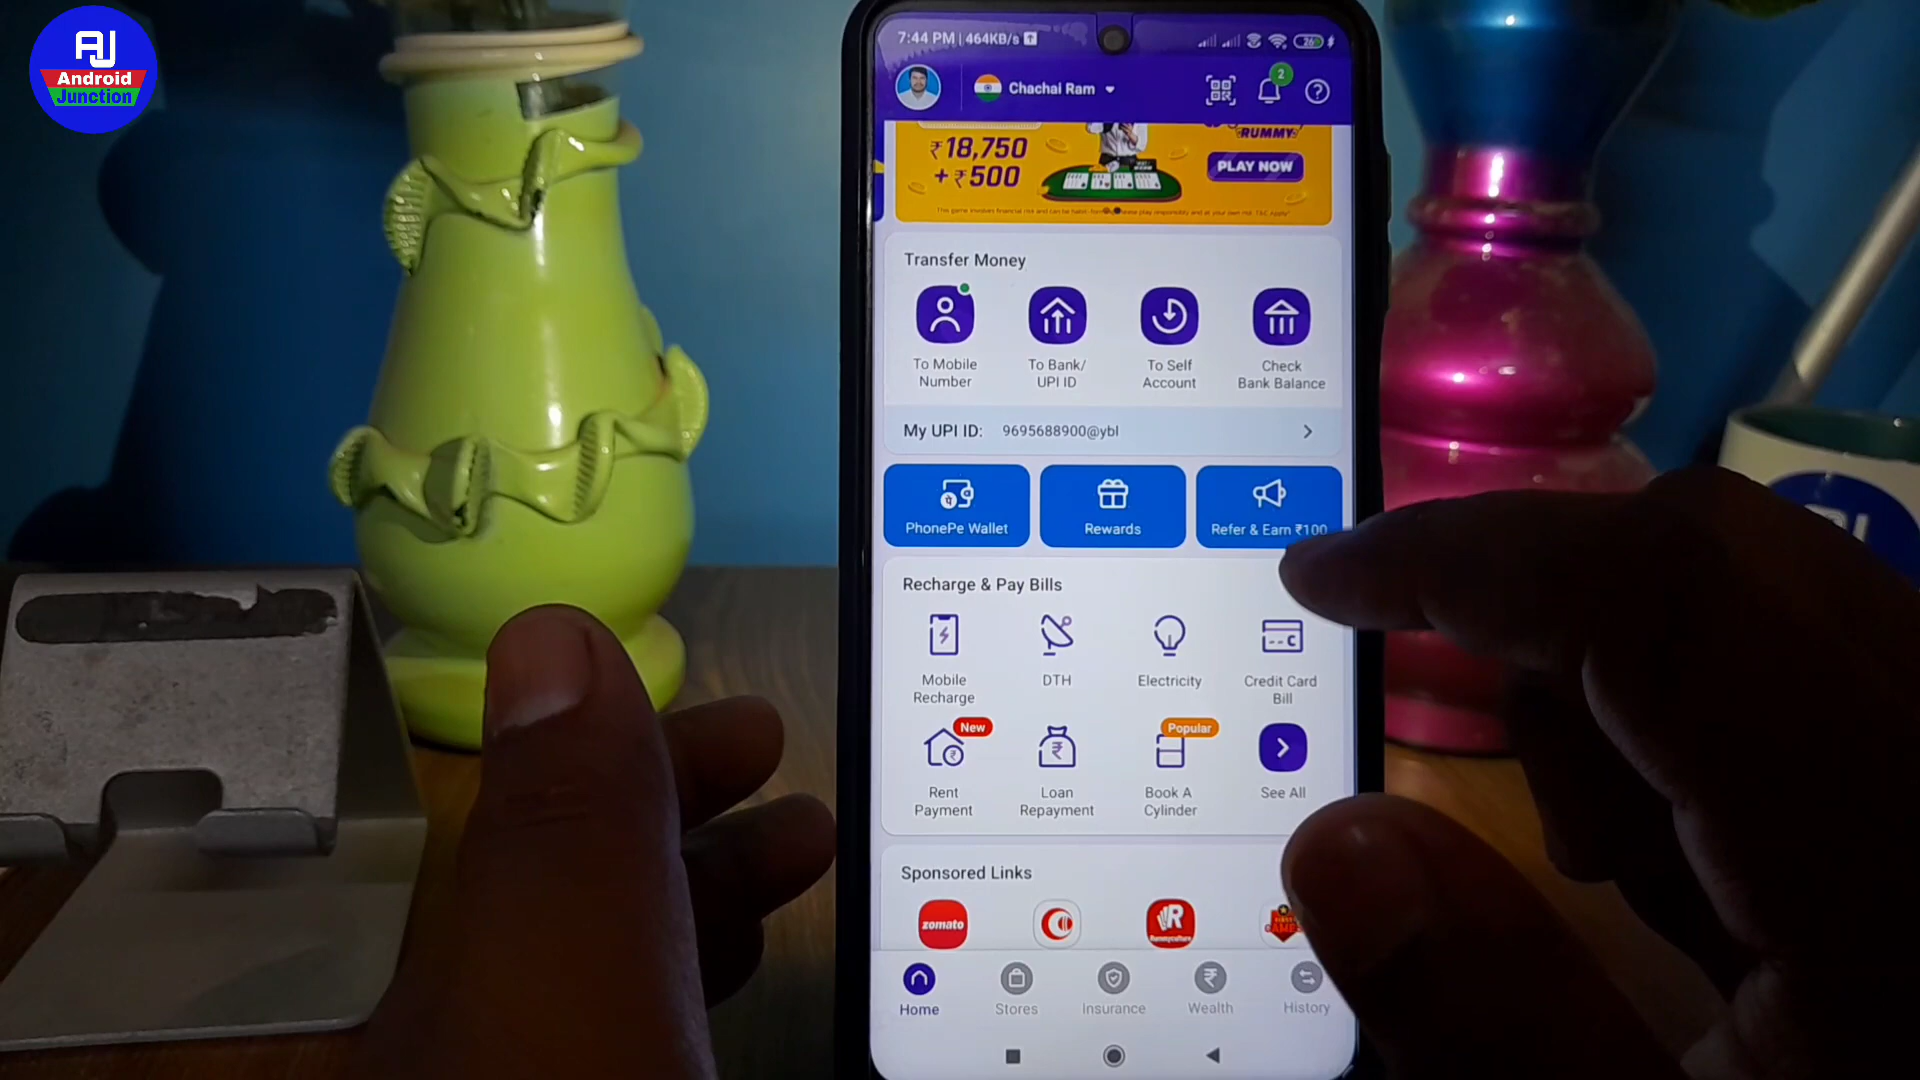 AJ
Android
Junction
7:44 PM | 464KB/s
26
Chachai Ram
2
₹18,750
+ ₹500
RUMMY
PLAY NOW
Transfer Money
To Mobile
Number
To Bank/
UPI ID
To Self
Account
Check
Bank Balance
My UPI ID: 9695688900@ybl
पे
PhonePe Wallet
Rewards
Refer & Earn ₹100
Recharge & Pay Bills
Mobile
Recharge
DTH
Electricity
Credit Card
Bill
New
Rent
Payment
Loan
Repayment
Popular
Book A
Cylinder
See All
Sponsored Links
zomato
R
Rummyculture
GAMES
Home
Stores
Insurance
Wealth
History